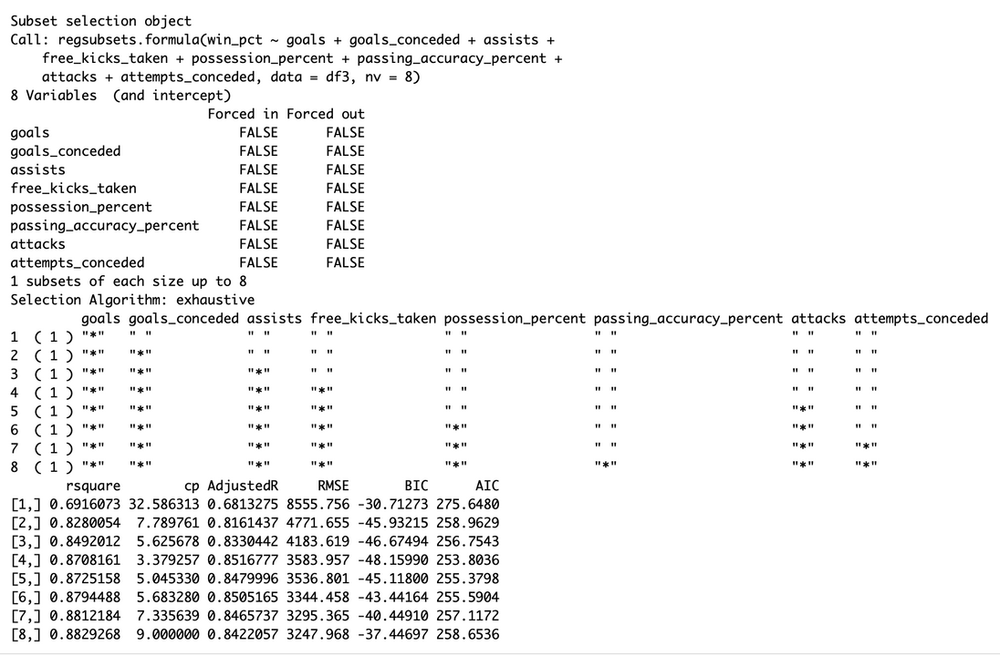 Subset selection object
Call: regsubsets.formula(win_pct ~ goals + goals_conceded + assists +
    free_kicks_taken + possession_percent + passing_accuracy_percent +
    attacks + attempts_conceded, data = df3, nv = 8)
8 Variables  (and intercept)
                         Forced in Forced out
goals                        FALSE      FALSE
goals_conceded               FALSE      FALSE
assists                      FALSE      FALSE
free_kicks_taken             FALSE      FALSE
possession_percent           FALSE      FALSE
passing_accuracy_percent     FALSE      FALSE
attacks                      FALSE      FALSE
attempts_conceded            FALSE      FALSE
1 subsets of each size up to 8
Selection Algorithm: exhaustive
         goals goals_conceded assists free_kicks_taken possession_percent passing_accuracy_percent attacks attempts_conceded
1  ( 1 ) "*"   " "            " "     " "              " "                " "                      " "     " "
2  ( 1 ) "*"   "*"            " "     " "              " "                " "                      " "     " "
3  ( 1 ) "*"   "*"            "*"     " "              " "                " "                      " "     " "
4  ( 1 ) "*"   "*"            "*"     "*"              " "                " "                      " "     " "
5  ( 1 ) "*"   "*"            "*"     "*"              " "                " "                      "*"     " "
6  ( 1 ) "*"   "*"            "*"     "*"              "*"                " "                      "*"     " "
7  ( 1 ) "*"   "*"            "*"     "*"              "*"                " "                      "*"     "*"
8  ( 1 ) "*"   "*"            "*"     "*"              "*"                "*"                      "*"     "*"
       rsquare        cp AdjustedR     RMSE       BIC      AIC
[1,] 0.6916073 32.586313 0.6813275 8555.756 -30.71273 275.6480
[2,] 0.8280054  7.789761 0.8161437 4771.655 -45.93215 258.9629
[3,] 0.8492012  5.625678 0.8330442 4183.619 -46.67494 256.7543
[4,] 0.8708161  3.379257 0.8516777 3583.957 -48.15990 253.8036
[5,] 0.8725158  5.045330 0.8479996 3536.801 -45.11800 255.3798
[6,] 0.8794488  5.683280 0.8505165 3344.458 -43.44164 255.5904
[7,] 0.8812184  7.335639 0.8465737 3295.365 -40.44910 257.1172
[8,] 0.8829268  9.000000 0.8422057 3247.968 -37.44697 258.6536